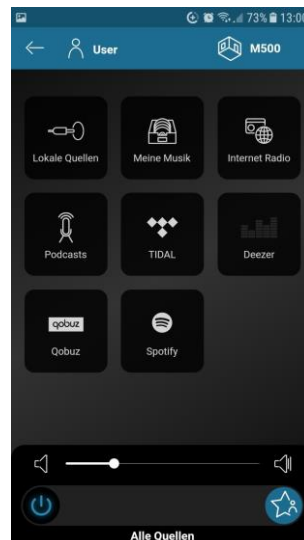 73% 13:00
User M500
Lokale Quellen Meine Musik Internet Radio
Podcasts TIDAL Deezer
qobuz
Qobuz Spotify
Alle Quellen